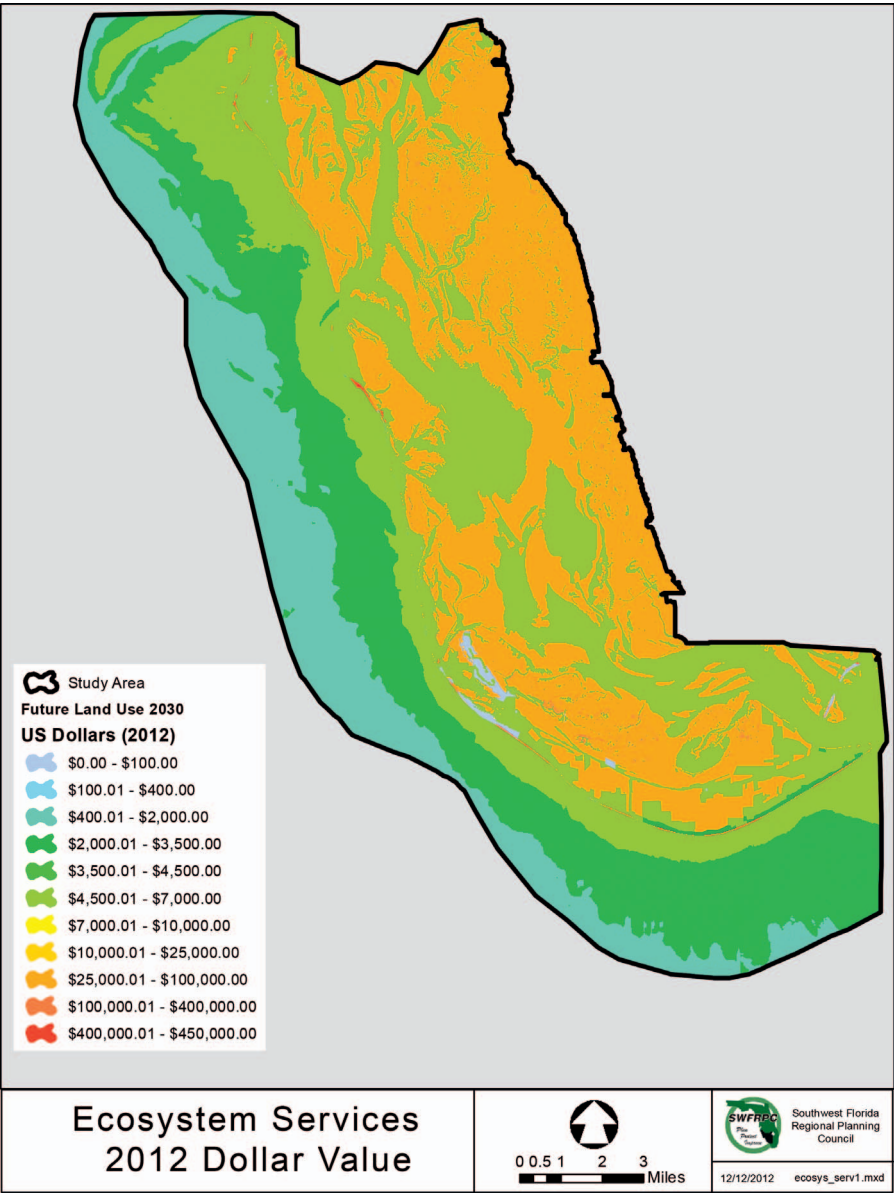 Study Area
Future Land Use 2030
US Dollars (2012)
$0.00 - $100.00
$100.01 - $400.00
$400.01 - $2,000.00
$2,000.01 - $3,500.00
$3,500.01 - $4,500.00
$4,500.01 - $7,000.00
$7,000.01 - $10,000.00
$10,000.01 - $25,000.00
$25,000.01 - $100,000.00
$100,000.01 - $400,000.00
$400,000.01 - $450,000.00
Ecosystem Services
2012 Dollar Value
0 0.5 1 2 3
Miles
SWFRPC
Plan
Protect
Improve
Southwest Florida
Regional Planning
Council
12/12/2012 ecosys_serv1.mxd